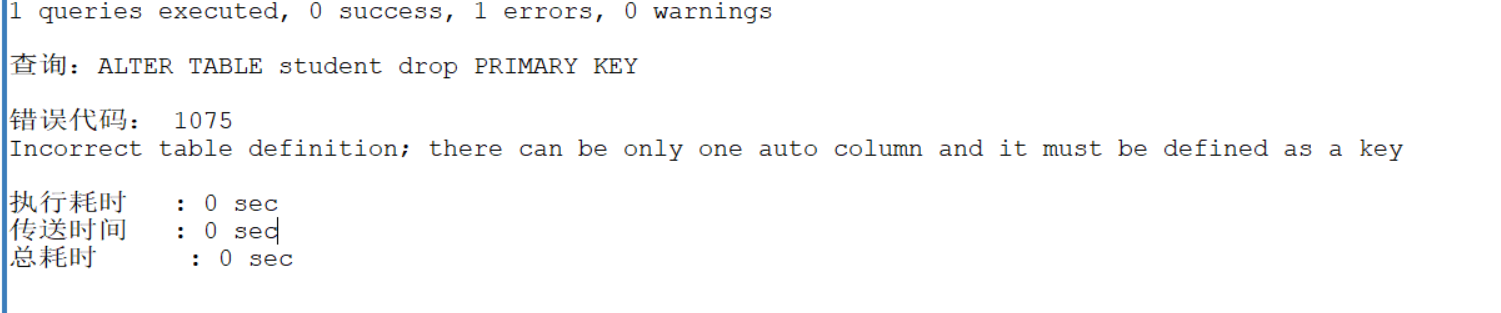 1 queries executed, 0 success, 1 errors, 0 warnings
查询：ALTER TABLE student drop PRIMARY KEY
错误代码： 1075
Incorrect table definition; there can be only one auto column and it must be defined as a key
执行耗时   : 0 sec
传送时间   : 0 sec
总耗时      : 0 sec